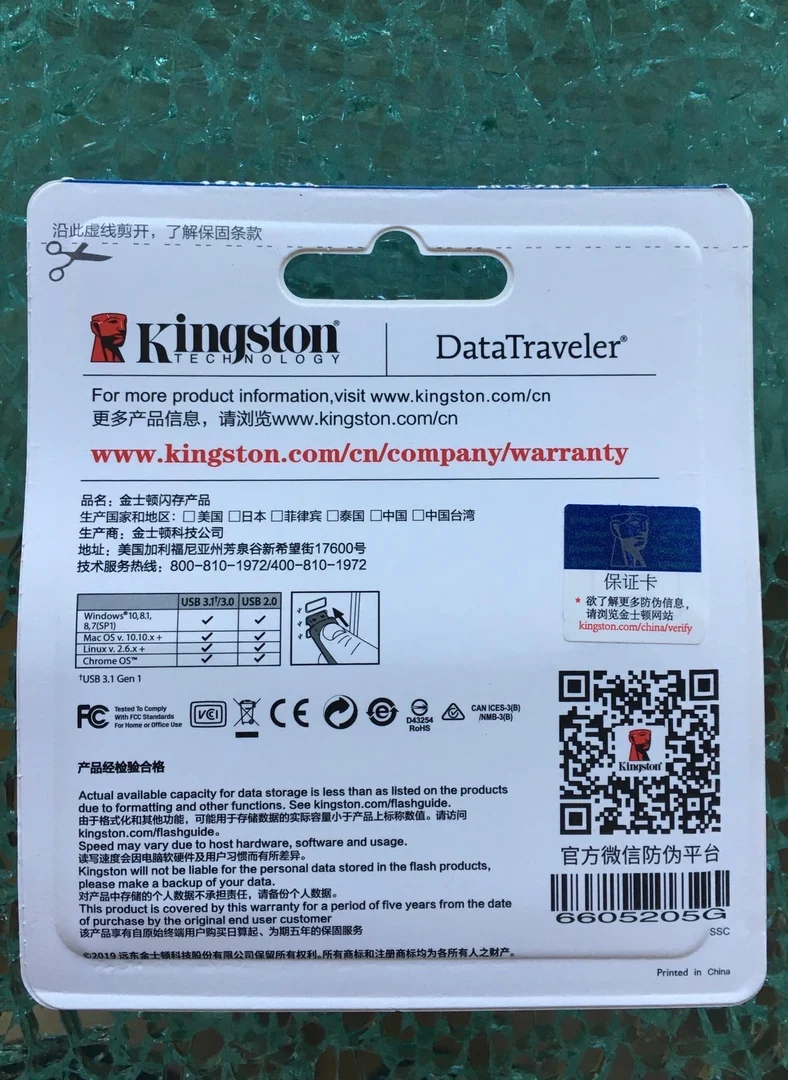 沿此虚线剪开，了解保固条款
Kingston®
TECHNOLOGY
DataTraveler®
For more product information,visit www.kingston.com/cn
更多产品信息，请浏览www.kingston.com/cn
www.kingston.com/cn/company/warranty
品名：金士顿闪存产品
生产国家和地区：□美国 □日本 □菲律宾 □泰国 □中国 □中国台湾
生产商：金士顿科技公司
地址：美国加利福尼亚州芳泉谷新希望街17600号
技术服务热线：800-810-1972/400-810-1972
保证卡
* 欲了解更多防伪信息，
请浏览金士顿网站
kingston.com/china/verify
USB 3.1†/3.0 USB 2.0
Windows®10,8.1,
8,7(SP1) ✓ ✓
Mac OS v. 10.10.x + ✓ ✓
Linux v. 2.6.x + ✓ ✓
Chrome OS™ ✓ ✓
†USB 3.1 Gen 1
FC Tested To Comply
With FCC Standards
For Home or Office Use
VCI
CE
D43254
RoHS
CAN ICES-3(B)
/NMB-3(B)
Kingston
产品经检验合格
Actual available capacity for data storage is less than as listed on the products
due to formatting and other functions. See kingston.com/flashguide.
由于格式化和其他功能，可能用于存储数据的实际容量小于产品上标称数值。请访问
kingston.com/flashguide。
Speed may vary due to host hardware, software and usage.
读写速度会因电脑软硬件及用户习惯而有所差异。
Kingston will not be liable for the personal data stored in the flash products,
please make a backup of your data.
对产品中存储的个人数据不承担责任，请备份个人数据。
This product is covered by this warranty for a period of five years from the date
of purchase by the original end user customer
该产品享有自原始终端用户购买日算起、为期五年的保固服务
©2019 远东金士顿科技股份有限公司保留所有权利。所有商标和注册商标均为各所有人之财产。
官方微信防伪平台
6605205G
SSC
Printed in China